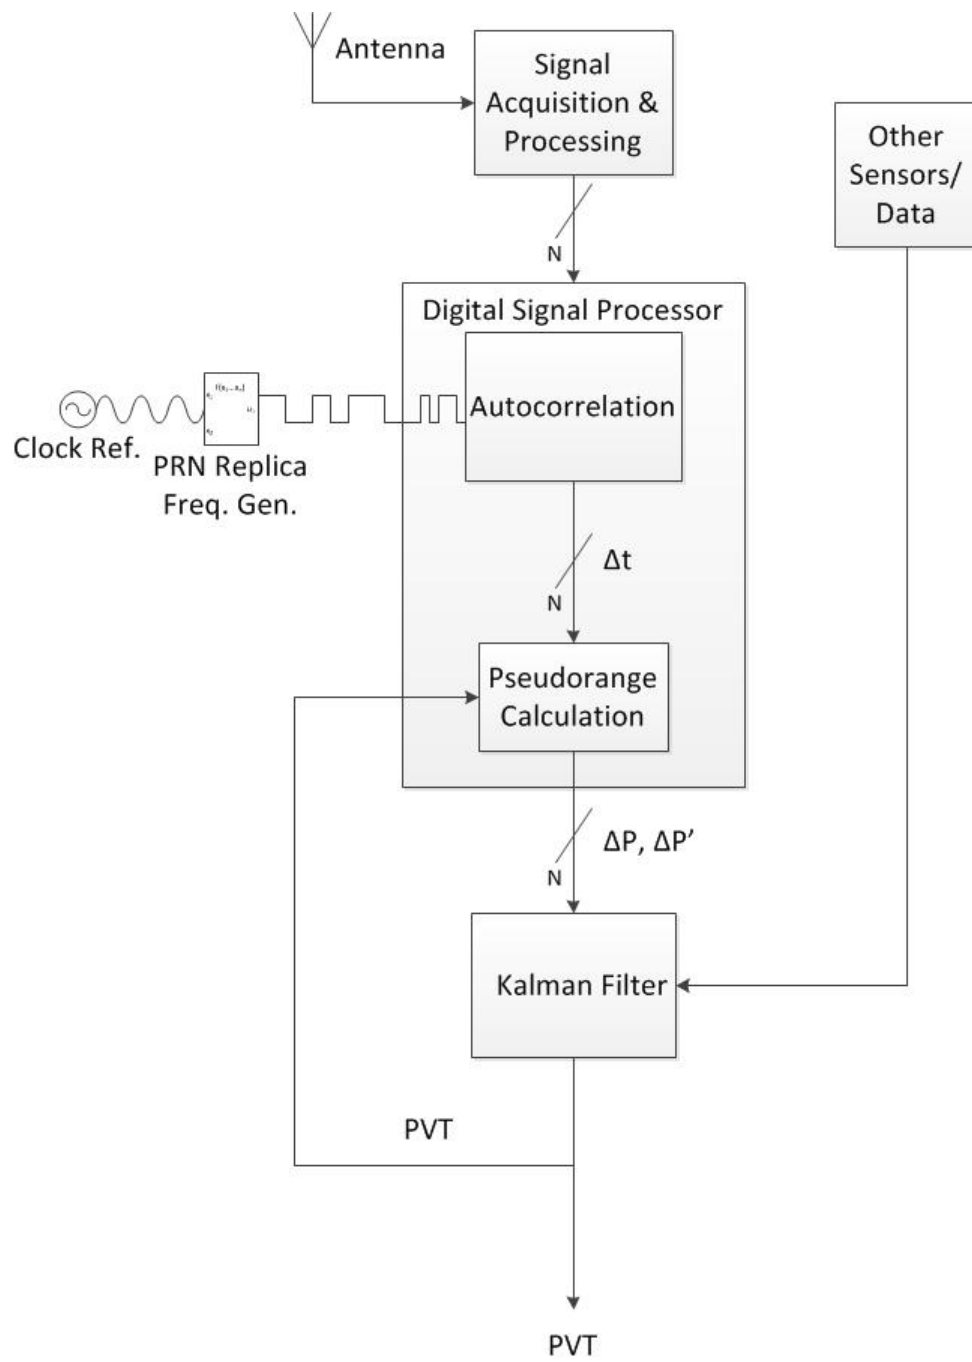 Antenna
Signal
Acquisition &
Processing
Other
Sensors/
Data
N
Digital Signal Processor
Autocorrelation
Clock Ref.
PRN Replica
Freq. Gen.
Δt
N
Pseudorange
Calculation
ΔP, ΔP’
N
Kalman Filter
PVT
PVT